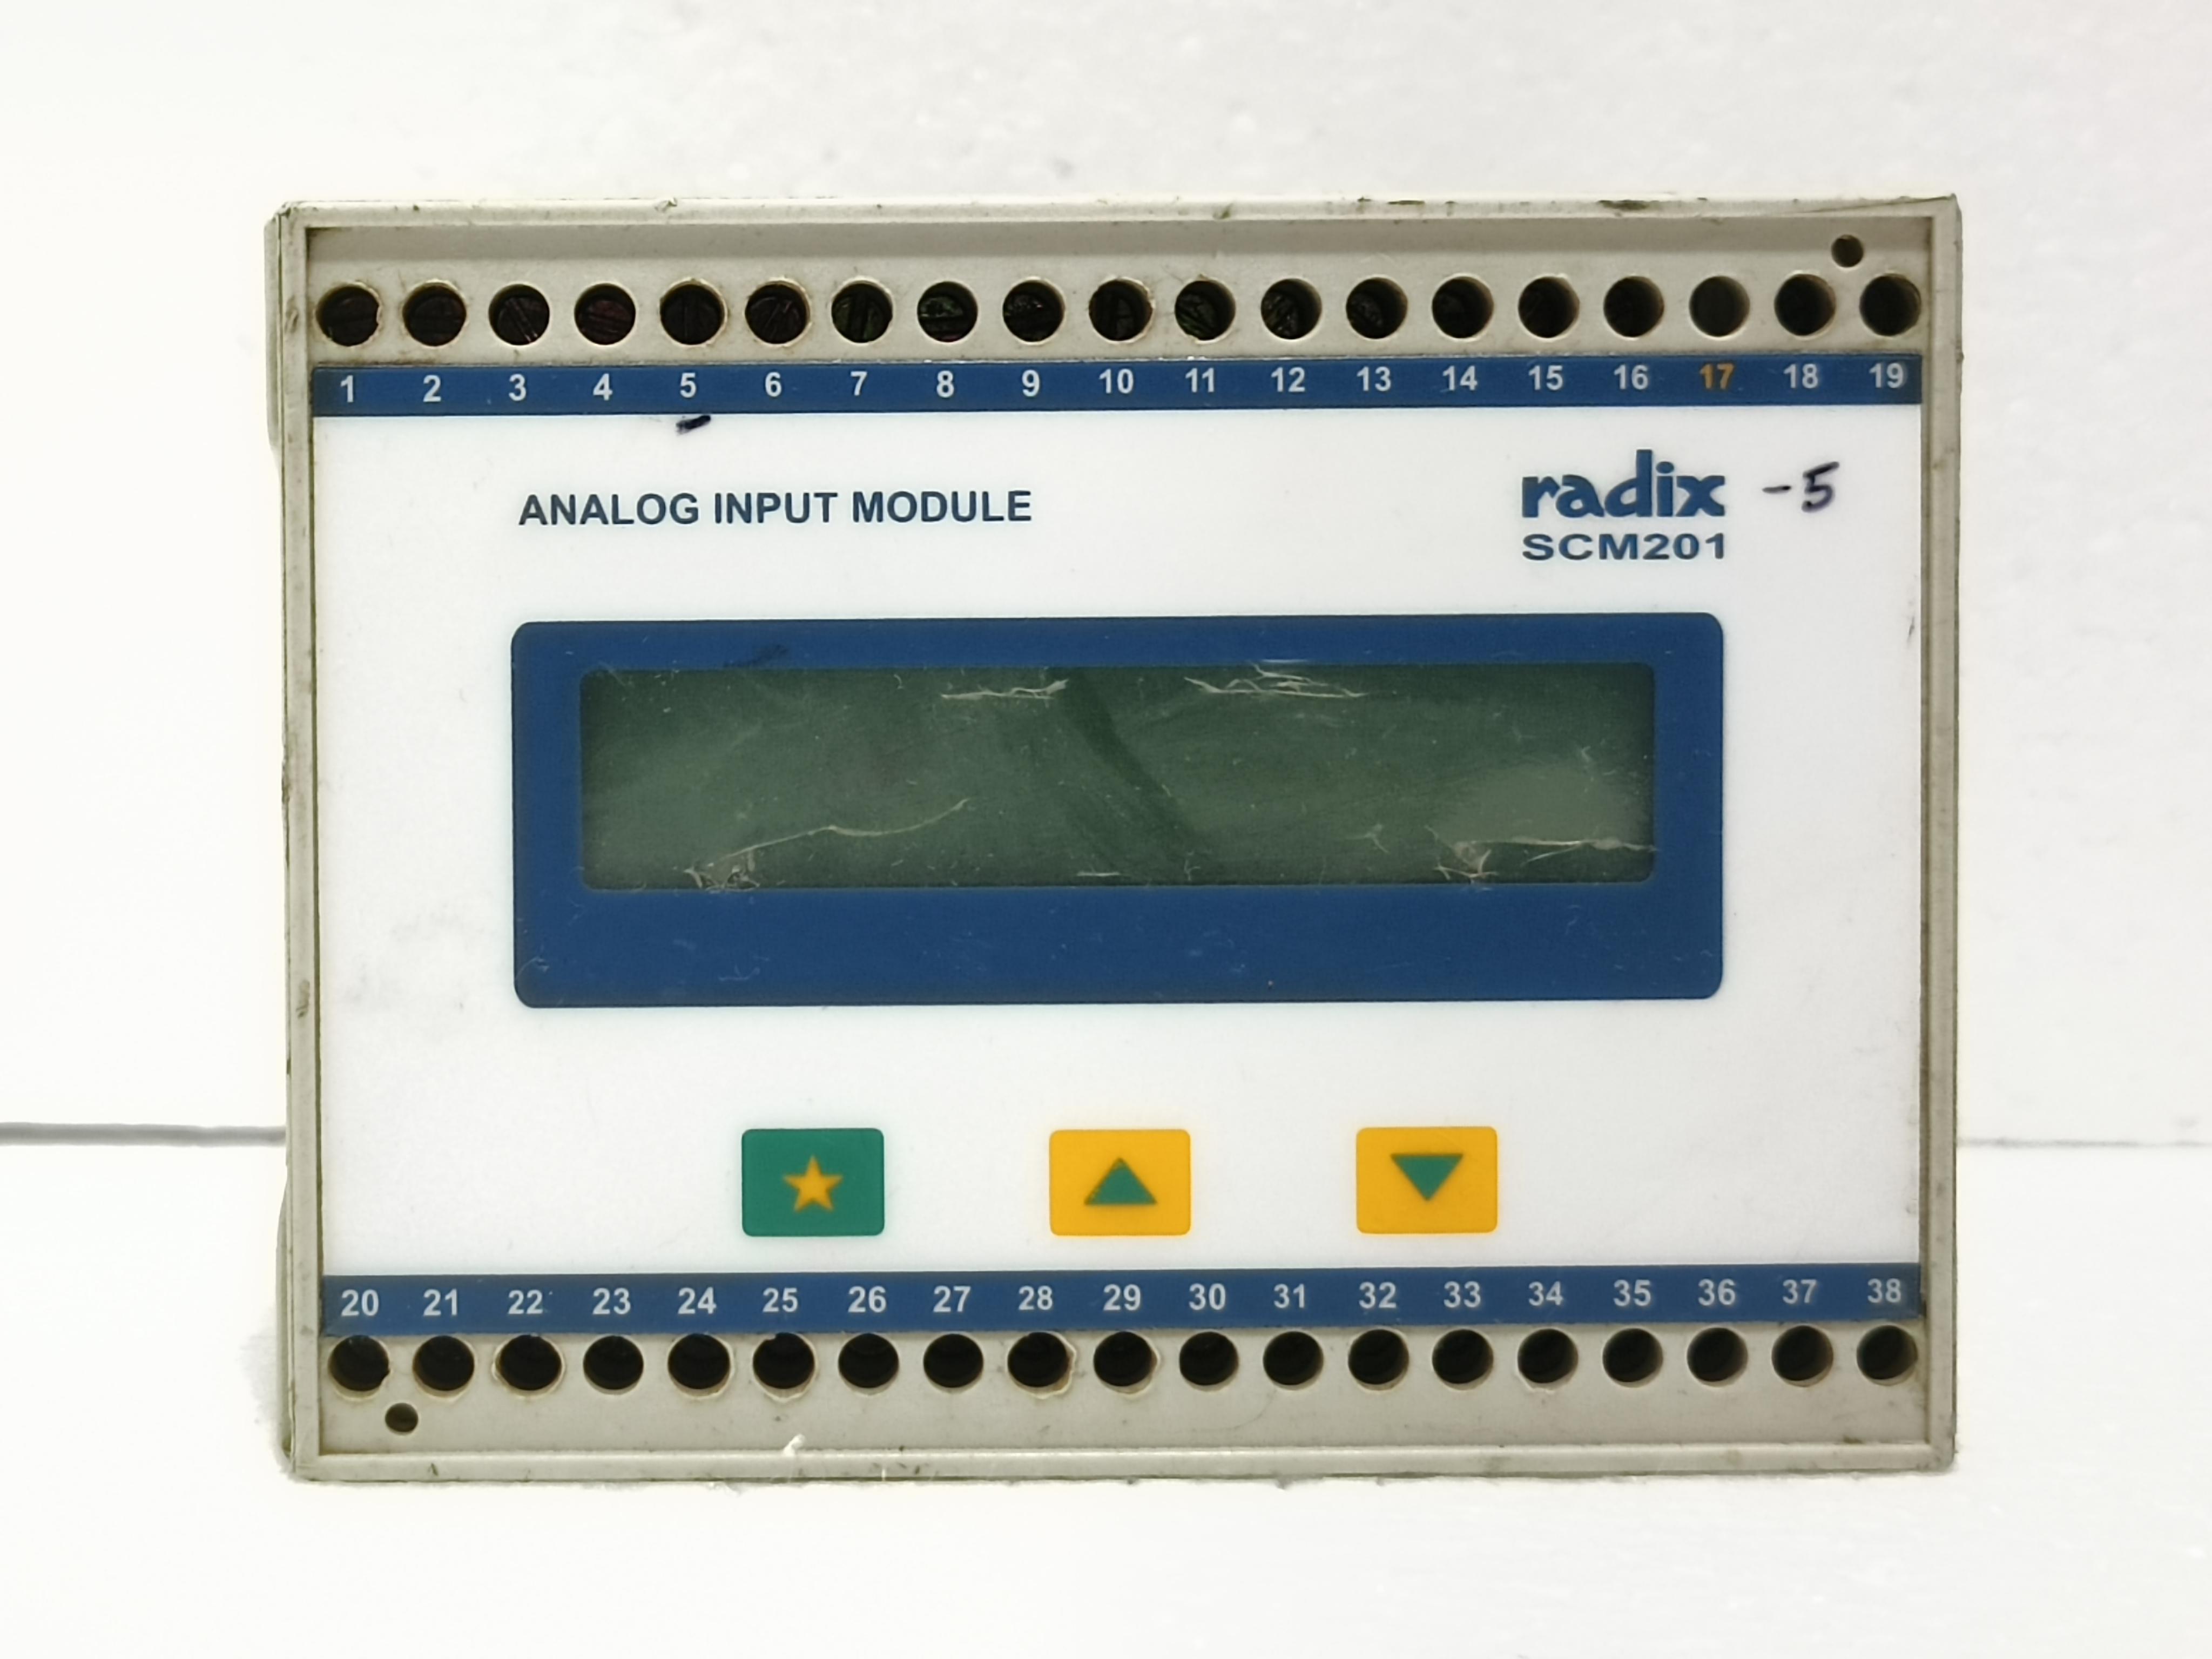 1 2 3 4 5 6 7 8 9 10 11 12 13 14 15 16 17 18 19
ANALOG INPUT MODULE
radix -5
SCM201
20 21 22 23 24 25 26 27 28 29 30 31 32 33 34 35 36 37 38